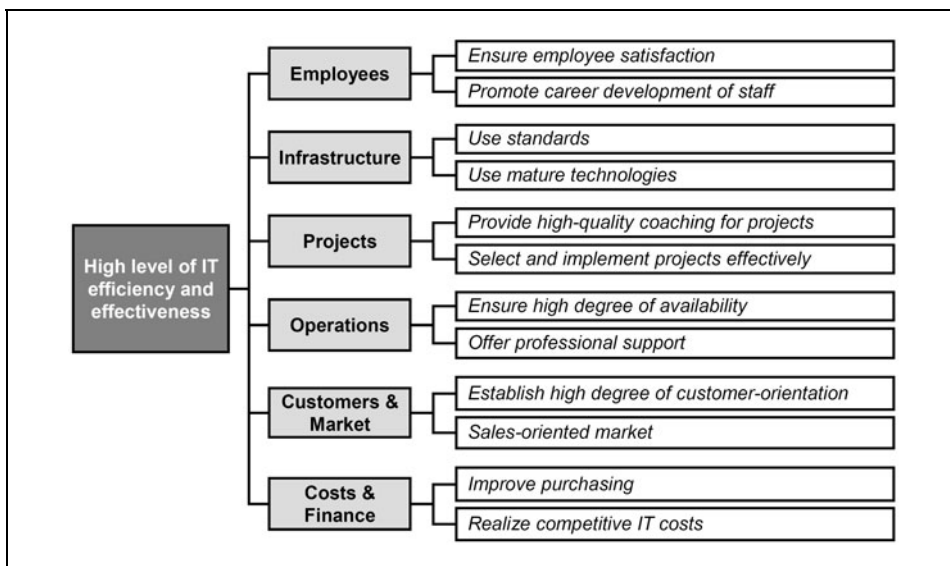 Employees
Ensure employee satisfaction
Promote career development of staff
Infrastructure
Use standards
Use mature technologies
High level of IT
efficiency and
effectiveness
Projects
Provide high-quality coaching for projects
Select and implement projects effectively
Operations
Ensure high degree of availability
Offer professional support
Customers &
Market
Establish high degree of customer-orientation
Sales-oriented market
Costs &
Finance
Improve purchasing
Realize competitive IT costs